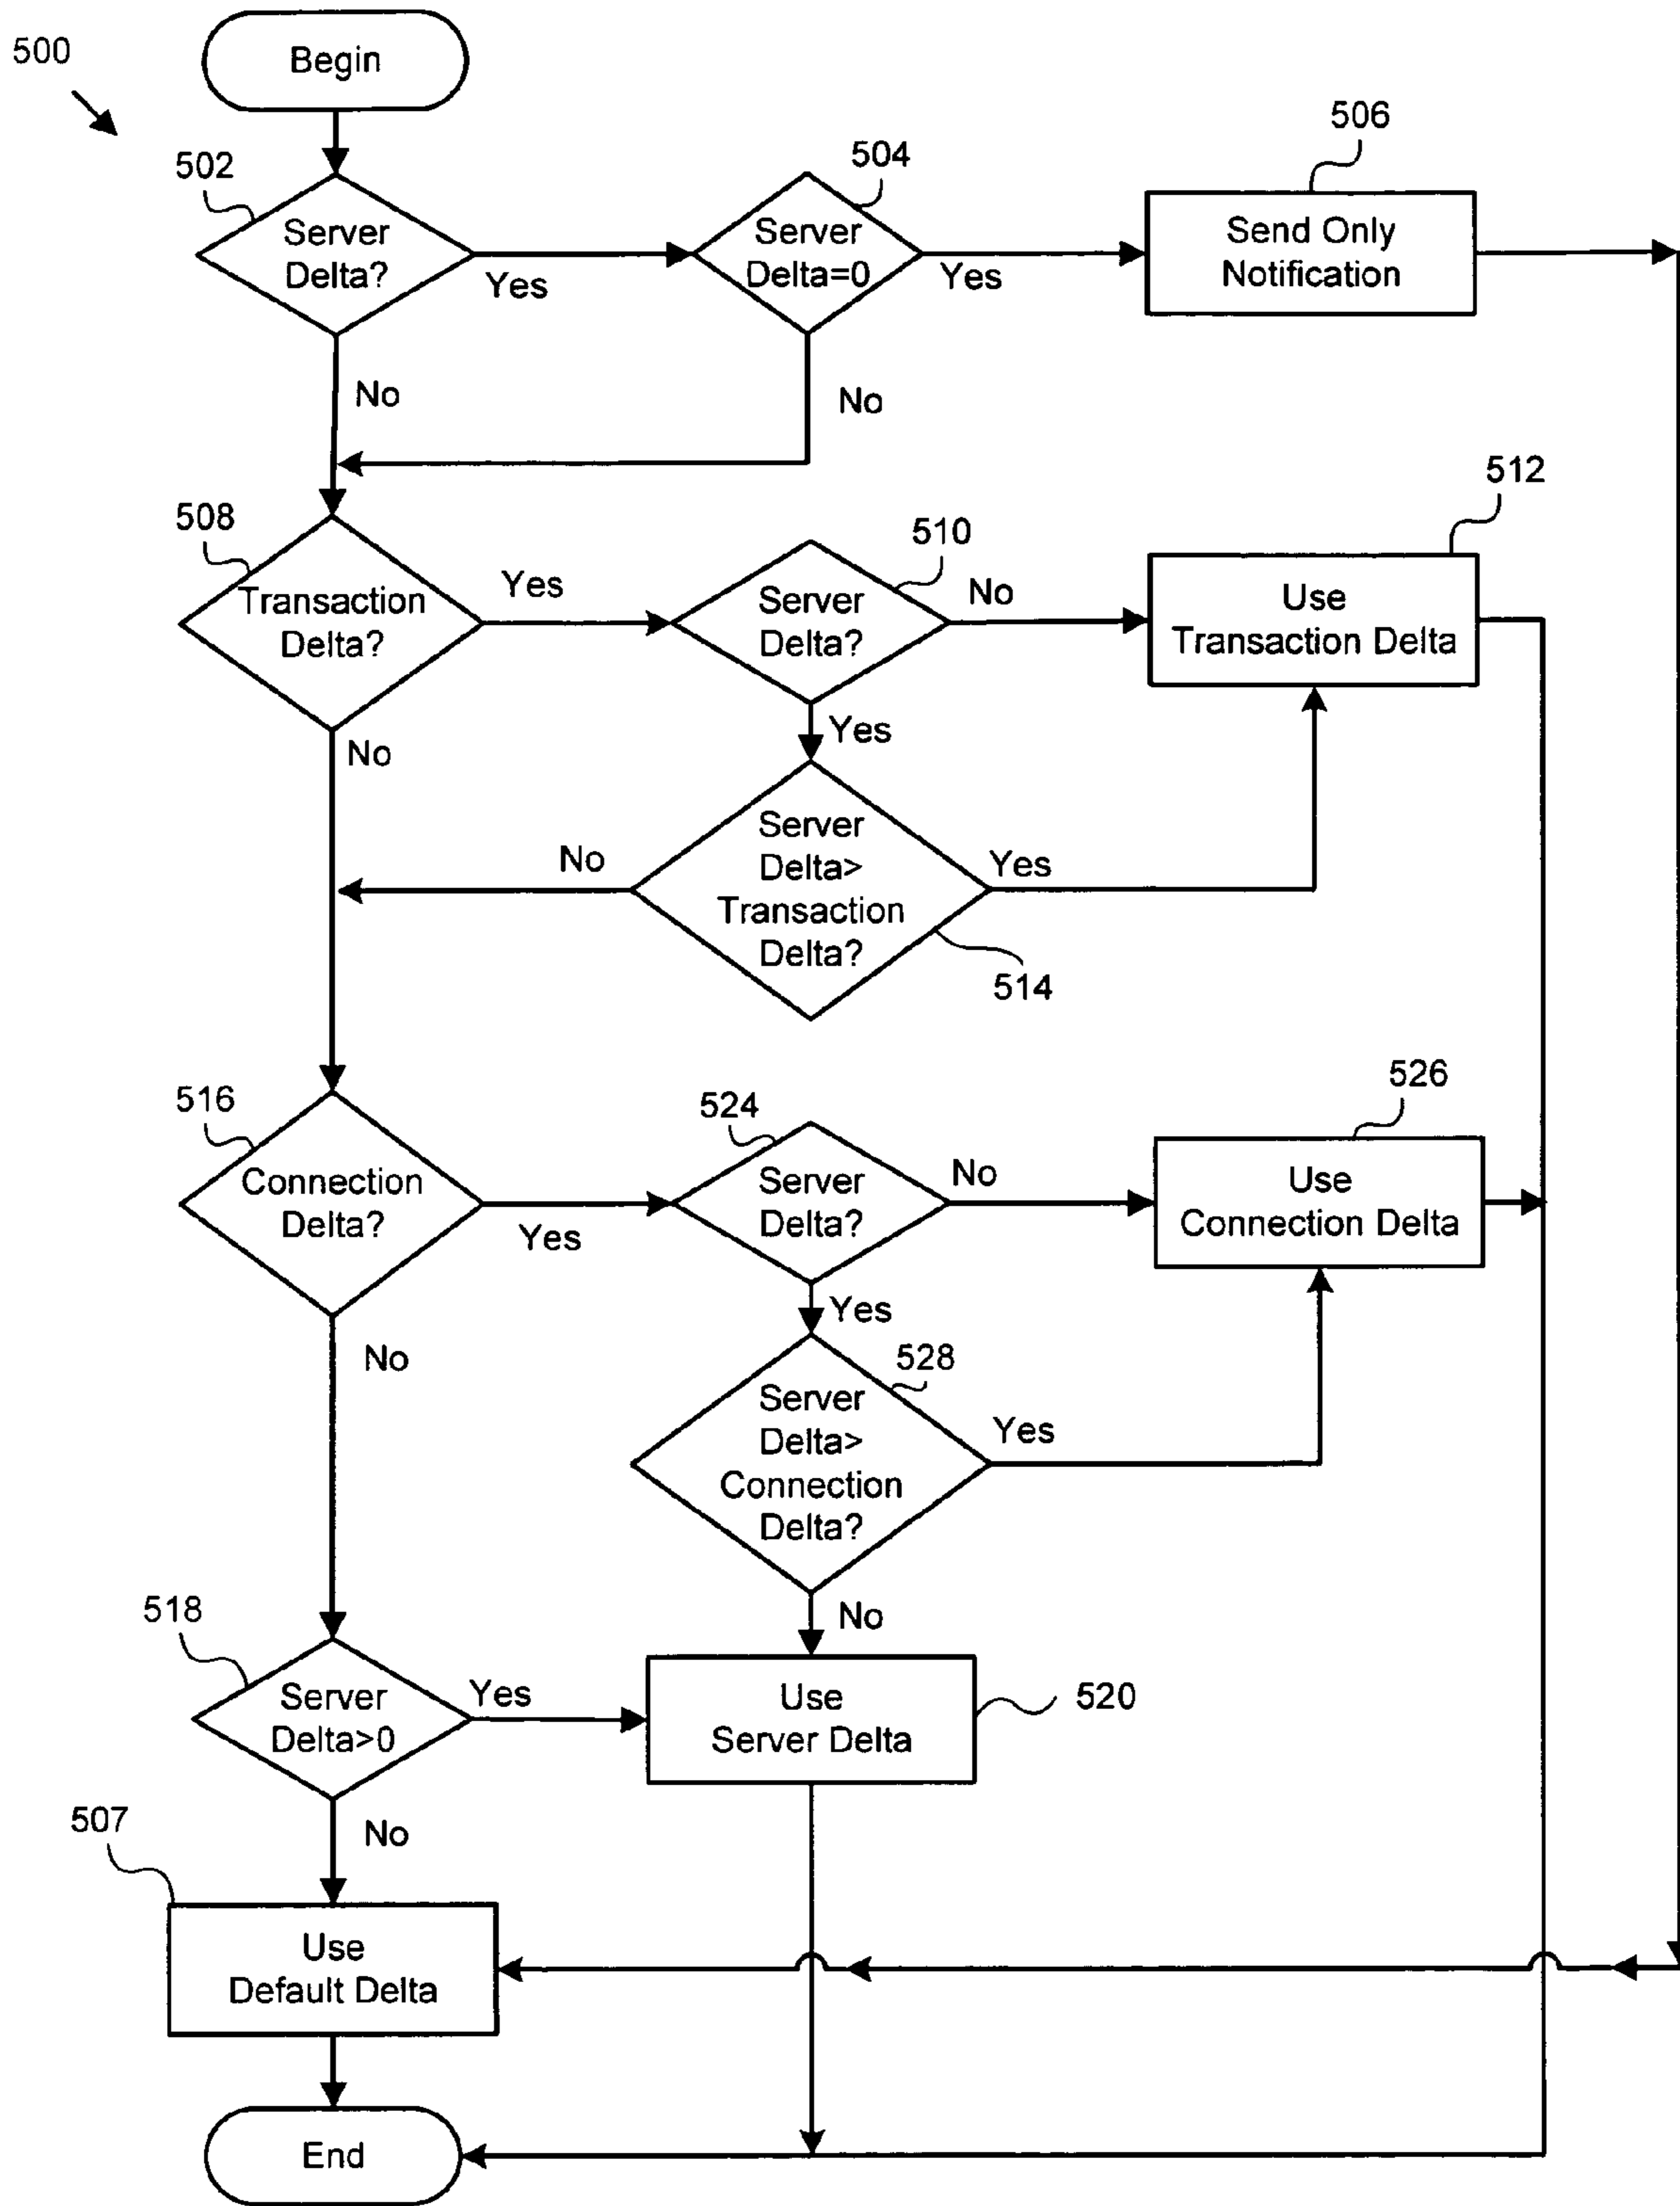 500
Begin
502
504
506
Server
Delta?
Yes
Server
Delta=0
Yes
Send Only
Notification
No
No
508
510
512
Transaction
Delta?
Yes
Server
Delta?
No
Use
Transaction Delta
No
Yes
No
Server
Delta>
Transaction
Delta?
Yes
514
516
524
526
Connection
Delta?
Yes
Server
Delta?
No
Use
Connection Delta
No
Yes
528
Server
Delta>
Connection
Delta?
Yes
No
518
Server
Delta>0
Yes
Use
Server Delta
520
No
507
Use
Default Delta
End